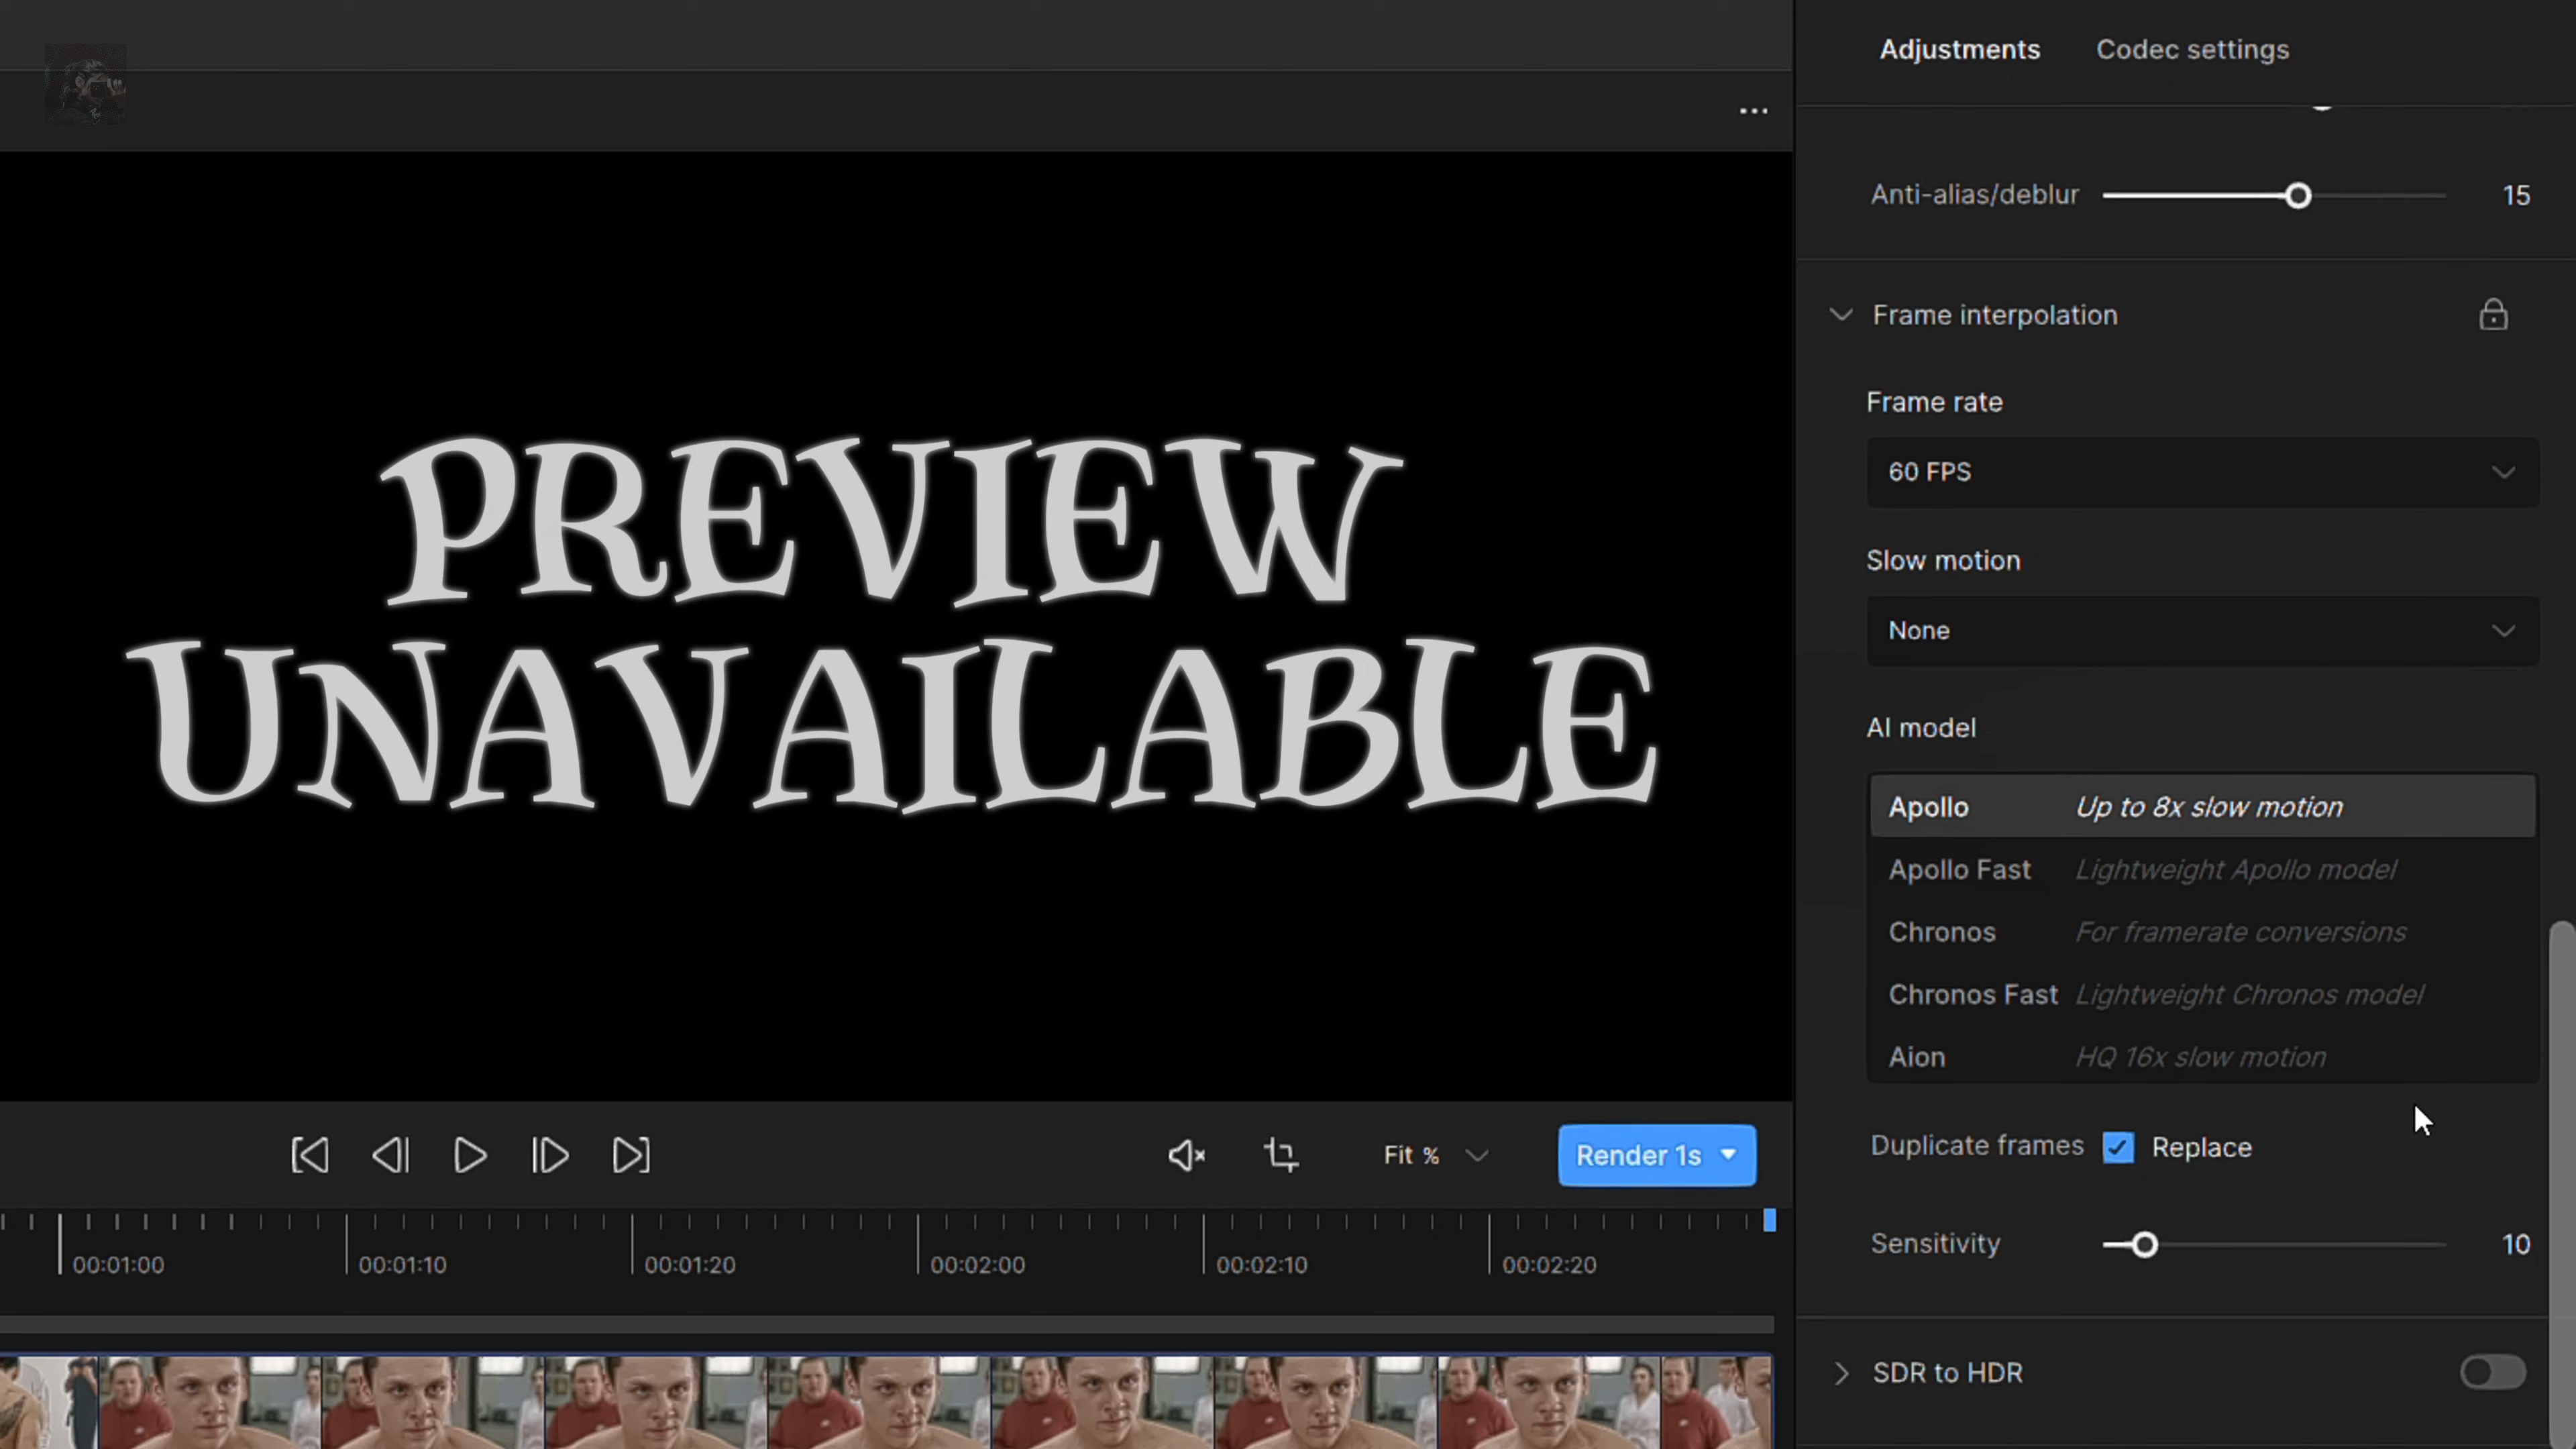 Adjustments Codec settings
Anti-alias/deblur 15
Frame interpolation
Frame rate
60 FPS
Slow motion
None
AI model
Apollo Up to 8x slow motion
Apollo Fast Lightweight Apollo model
Chronos For framerate conversions
Chronos Fast Lightweight Chronos model
Aion HQ 16x slow motion
Duplicate frames Replace
Sensitivity 10
SDR to HDR
PREVIEW
UNAVAILABLE
Fit % Render 1s
00:01:00 00:01:10 00:01:20 00:02:00 00:02:10 00:02:20